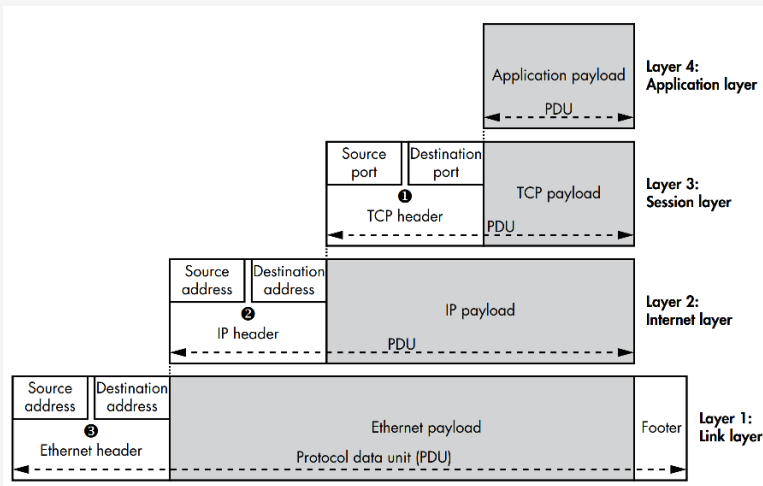 Application payload
PDU
Layer 4:
Application layer
Source
port
Destination
port
❶
TCP header
TCP payload
PDU
Layer 3:
Session layer
Source
address
Destination
address
❷
IP header
IP payload
PDU
Layer 2:
Internet layer
Source
address
Destination
address
❸
Ethernet header
Ethernet payload
Footer
Protocol data unit (PDU)
Layer 1:
Link layer